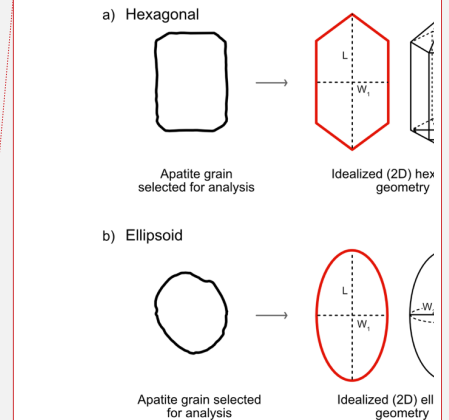 a) Hexagonal
L
W1
Apatite grain
selected for analysis
Idealized (2D) hex
geometry
b) Ellipsoid
L
W1
W
Apatite grain selected
for analysis
Idealized (2D) ell
geometry